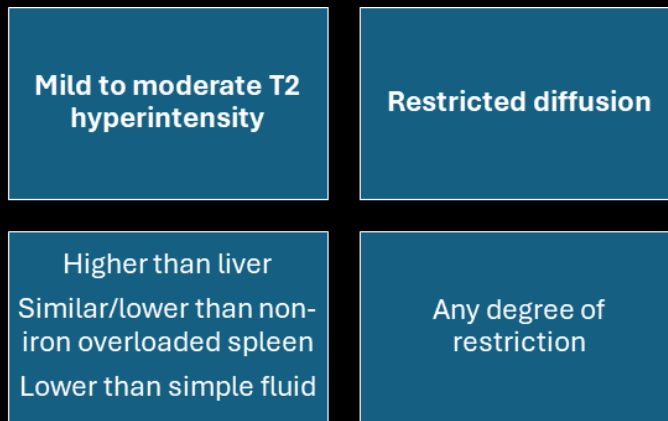 Mild to moderate T2
hyperintensity
Restricted diffusion
Higher than liver
Similar/lower than non-
iron overloaded spleen
Lower than simple fluid
Any degree of
restriction